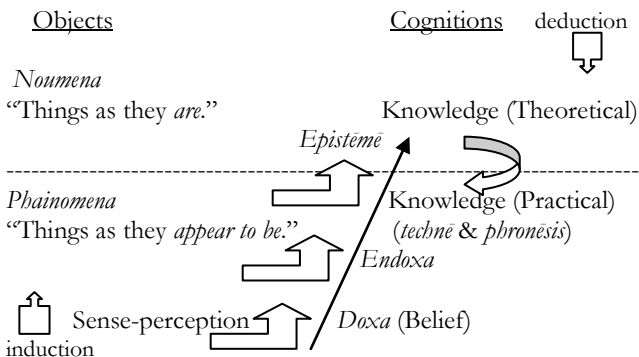 Objects Cognitions deduction
Noumena
“Things as they are.” Knowledge (Theoretical)
Epistēmē
Phainomena Knowledge (Practical)
“Things as they appear to be.” (technē & phronēsis)
Endoxa
Sense-perception Doxa (Belief)
induction